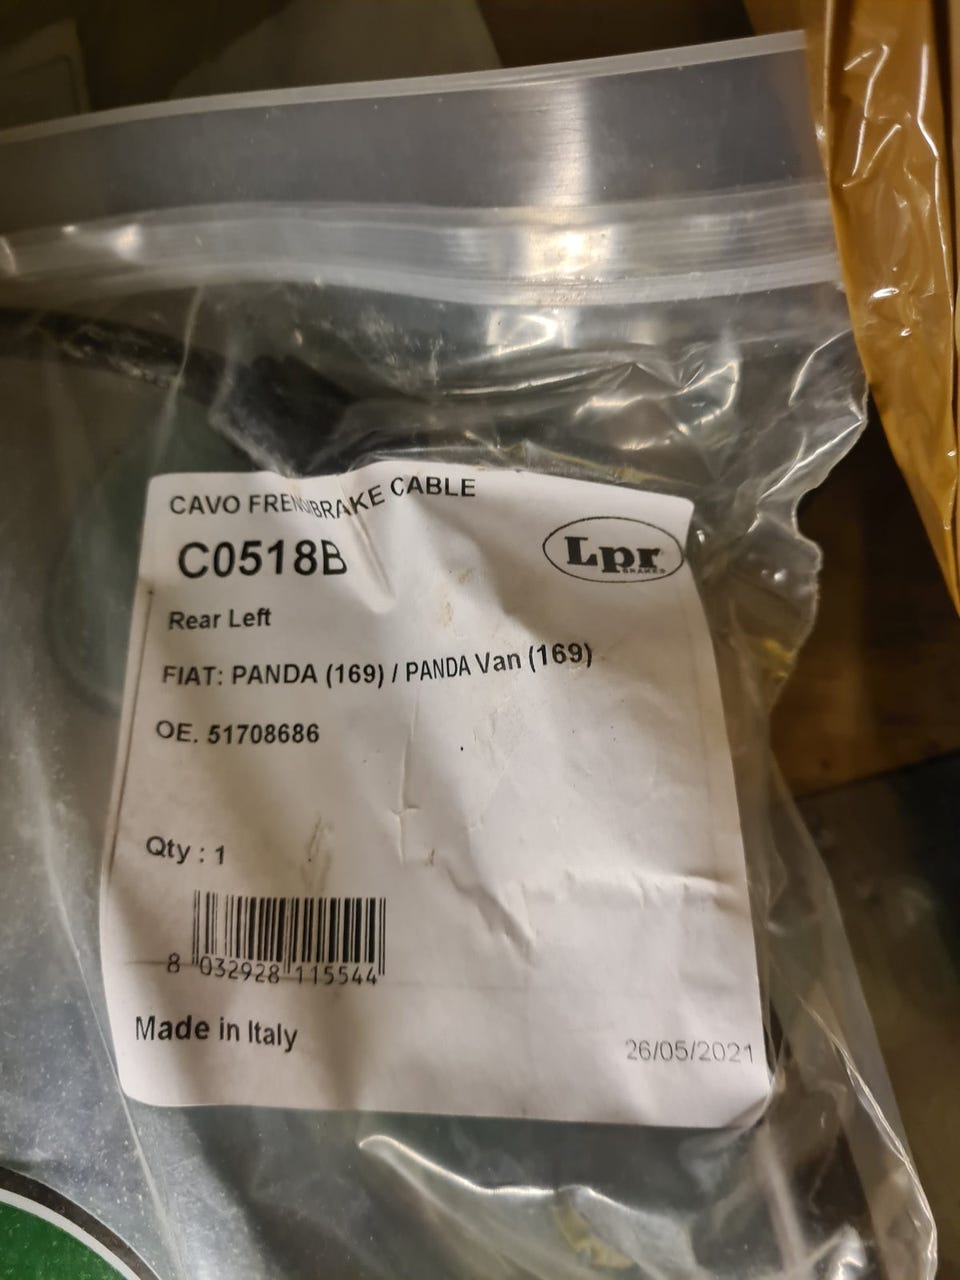 CAVO FRENO/BRAKE CABLE
C0518B
Lpr
BRAKES
Rear Left
FIAT: PANDA (169) / PANDA Van (169)
OE. 51708686
Qty : 1
8 032928 115544
Made in Italy
26/05/2021